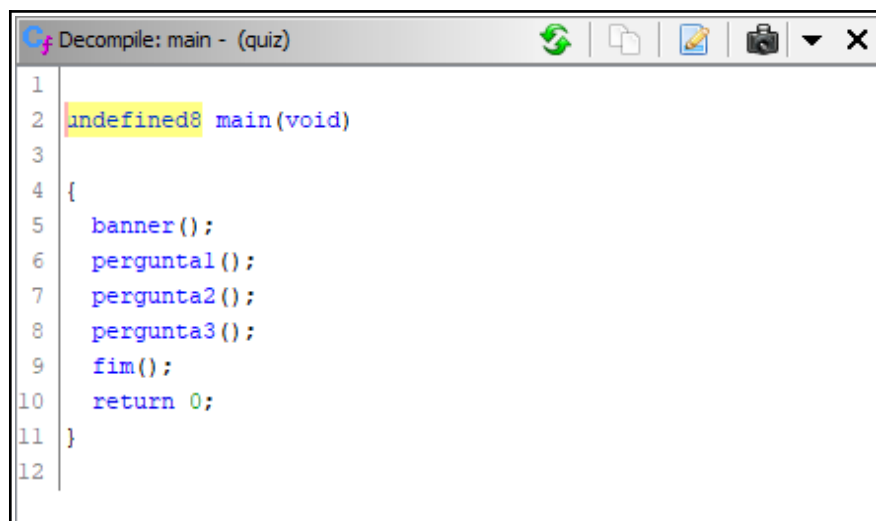 Decompile: main - (quiz)
1
2 undefined8 main(void)
3
4 {
5 banner();
6 pergunta1();
7 pergunta2();
8 pergunta3();
9 fim();
10 return 0;
11 }
12